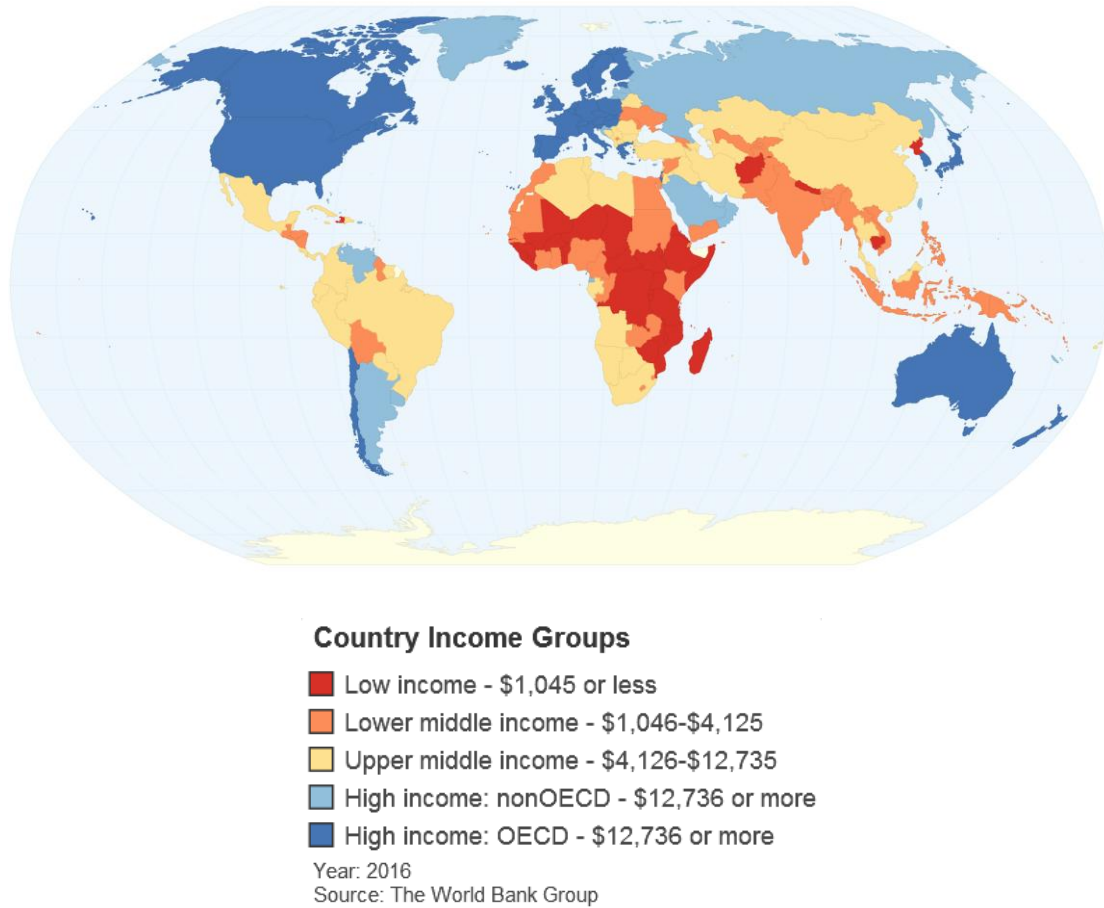 Country Income Groups
Low income - $1,045 or less
Lower middle income - $1,046-$4,125
Upper middle income - $4,126-$12,735
High income: nonOECD - $12,736 or more
High income: OECD - $12,736 or more
Year: 2016
Source: The World Bank Group